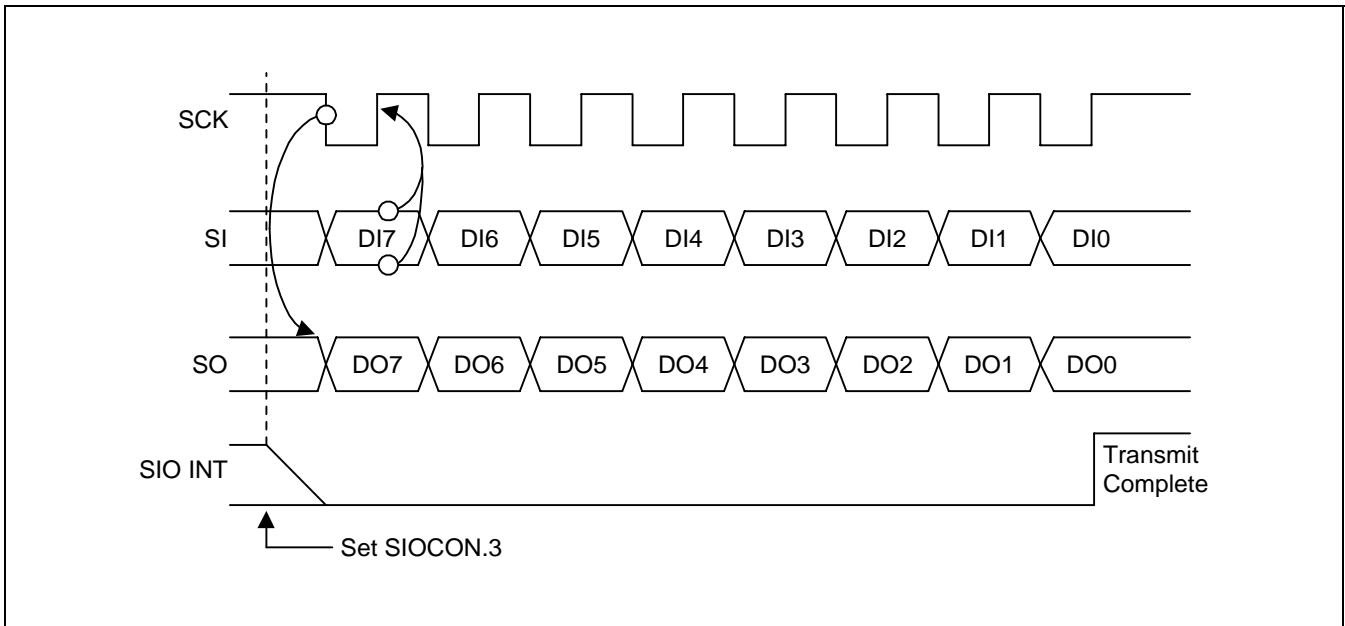 SCK
SI
DI7 DI6 DI5 DI4 DI3 DI2 DI1 DI0
SO
DO7 DO6 DO5 DO4 DO3 DO2 DO1 DO0
SIO INT
Transmit
Complete
Set SIOCON.3